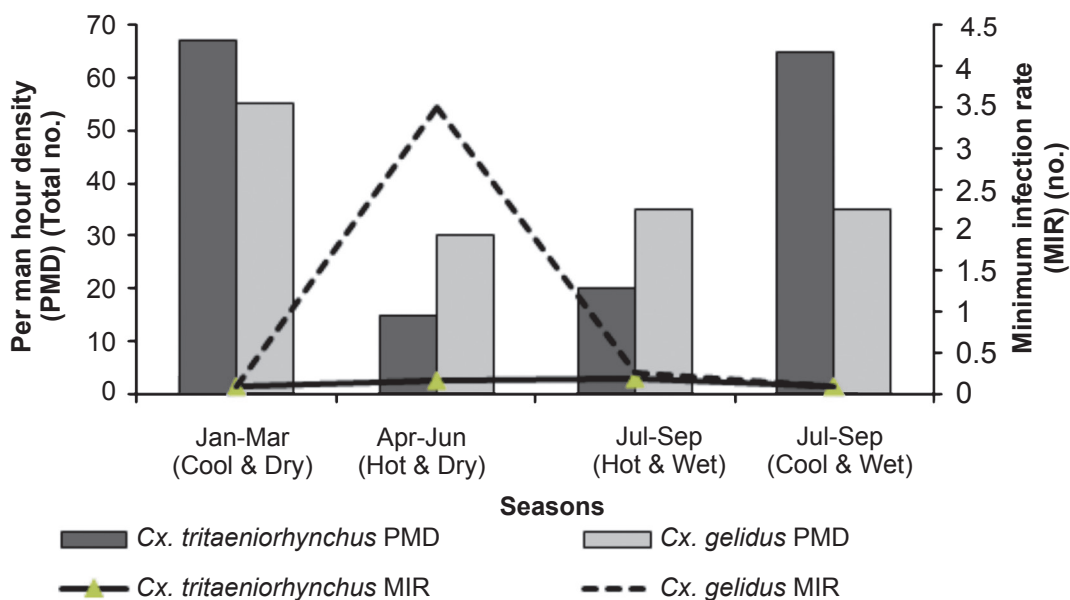 70
60
50
40
30
20
10
0
Per man hour density
(PMD) (Total no.)
4.5
4
3.5
3
2.5
2
1.5
1
0.5
0
Minimum infection rate
(MIR) (no.)
Jan-Mar
(Cool & Dry)
Apr-Jun
(Hot & Dry)
Jul-Sep
(Hot & Wet)
Jul-Sep
(Cool & Wet)
Seasons
Cx. tritaeniorhynchus PMD
Cx. gelidus PMD
Cx. tritaeniorhynchus MIR
Cx. gelidus MIR